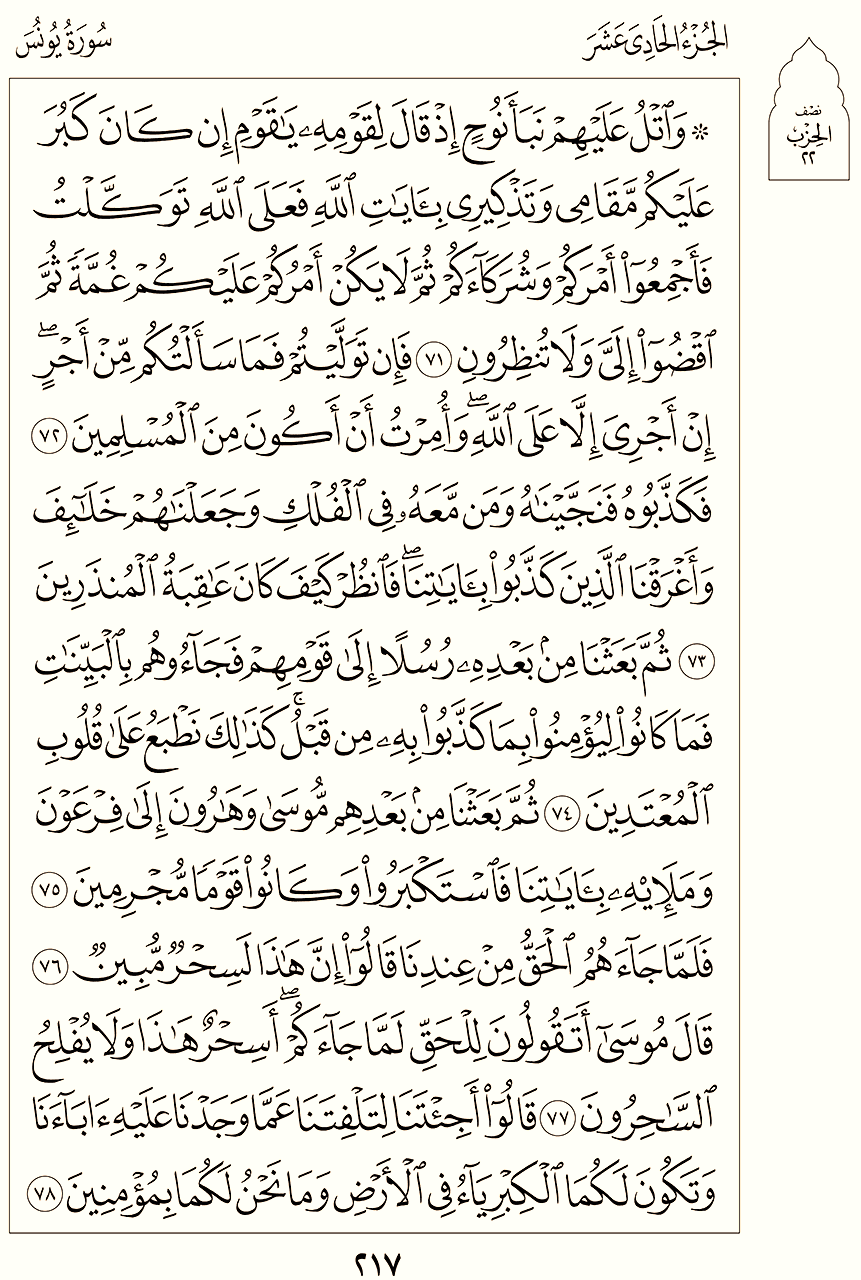 سُورَةُ يُونُسَ
الجُزْءُ الحَادِى عَشَرَ
نصْف
الحِزْب
٢٢
۞ وَٱتۡلُ عَلَيۡهِمۡ نَبَأَ نُوحٍ إِذۡ قَالَ لِقَوۡمِهِۦ يَٰقَوۡمِ إِن كَانَ كَبُرَ
عَلَيۡكُم مَّقَامِى وَتَذۡكِيرِى بِـَٔايَٰتِ ٱللَّهِ فَعَلَى ٱللَّهِ تَوَكَّلۡتُ
فَأَجۡمِعُوٓاْ أَمۡرَكُمۡ وَشُرَكَآءَكُمۡ ثُمَّ لَا يَكُنۡ أَمۡرُكُمۡ عَلَيۡكُمۡ غُمَّةٗ ثُمَّ
ٱقۡضُوٓاْ إِلَىَّ وَلَا تُنظِرُونِ ٧١ فَإِن تَوَلَّيۡتُمۡ فَمَا سَأَلۡتُكُم مِّنۡ أَجۡرٍۖ
إِنۡ أَجۡرِىَ إِلَّا عَلَى ٱللَّهِۖ وَأُمِرۡتُ أَنۡ أَكُونَ مِنَ ٱلۡمُسۡلِمِينَ ٧٢
فَكَذَّبُوهُ فَنَجَّيۡنَٰهُ وَمَن مَّعَهُۥ فِى ٱلۡفُلۡكِ وَجَعَلۡنَٰهُمۡ خَلَٰٓئِفَ
وَأَغۡرَقۡنَا ٱلَّذِينَ كَذَّبُواْ بِـَٔايَٰتِنَاۖ فَٱنظُرۡ كَيۡفَ كَانَ عَٰقِبَةُ ٱلۡمُنذَرِينَ
٧٣ ثُمَّ بَعَثۡنَا مِنۢ بَعۡدِهِۦ رُسُلًا إِلَىٰ قَوۡمِهِمۡ فَجَآءُوهُم بِٱلۡبَيِّنَٰتِ
فَمَا كَانُواْ لِيُؤۡمِنُواْ بِمَا كَذَّبُواْ بِهِۦ مِن قَبۡلُۚ كَذَٰلِكَ نَطۡبَعُ عَلَىٰ قُلُوبِ
ٱلۡمُعۡتَدِينَ ٧٤ ثُمَّ بَعَثۡنَا مِنۢ بَعۡدِهِم مُّوسَىٰ وَهَٰرُونَ إِلَىٰ فِرۡعَوۡنَ
وَمَلَإِيْهِۦ بِـَٔايَٰتِنَا فَٱسۡتَكۡبَرُواْ وَكَانُواْ قَوۡمٗا مُّجۡرِمِينَ ٧٥
فَلَمَّا جَآءَهُمُ ٱلۡحَقُّ مِنۡ عِندِنَا قَالُوٓاْ إِنَّ هَٰذَا لَسِحۡرٞ مُّبِينٞ ٧٦
قَالَ مُوسَىٰٓ أَتَقُولُونَ لِلۡحَقِّ لَمَّا جَآءَكُمۡۖ أَسِحۡرٌ هَٰذَا وَلَا يُفۡلِحُ
ٱلسَّٰحِرُونَ ٧٧ قَالُوٓاْ أَجِئۡتَنَا لِتَلۡفِتَنَا عَمَّا وَجَدۡنَا عَلَيۡهِ ءَابَآءَنَا
وَتَكُونَ لَكُمَا ٱلۡكِبۡرِيَآءُ فِى ٱلۡأَرۡضِ وَمَا نَحۡنُ لَكُمَا بِمُؤۡمِنِينَ ٧٨
٢١٧